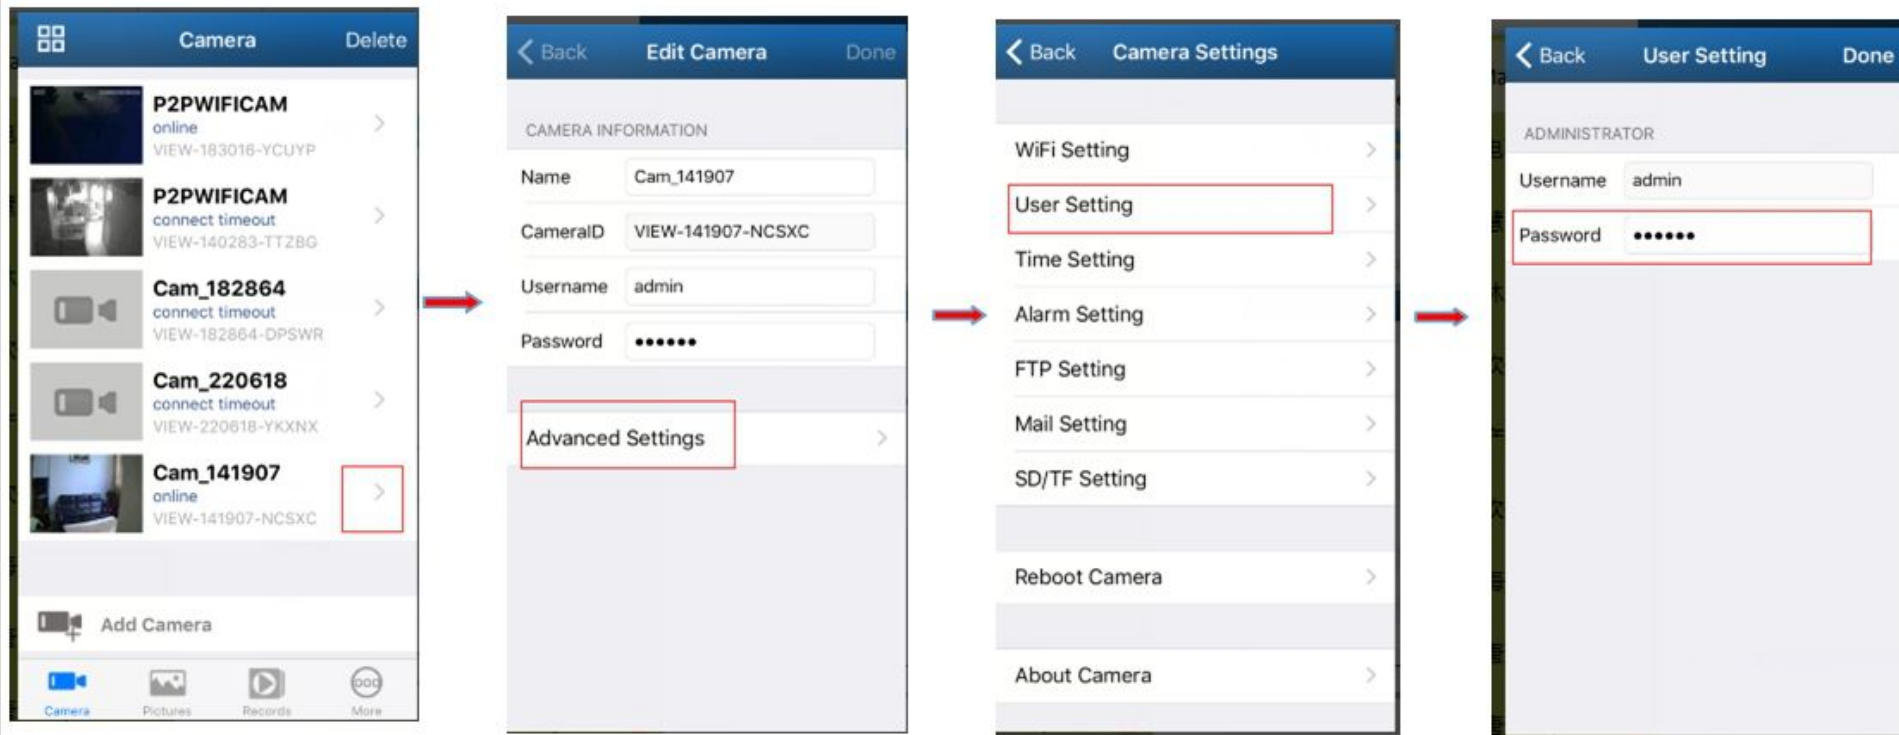 Camera Delete
P2PWIFICAM
online
VIEW-183016-YCUYP
P2PWIFICAM
connect timeout
VIEW-140283-TTZBG
Cam_182864
connect timeout
VIEW-182864-DPSWR
Cam_220618
connect timeout
VIEW-220618-YKXNX
Cam_141907
online
VIEW-141907-NCSXC
Add Camera
Camera Pictures Records More
Back Edit Camera Done
CAMERA INFORMATION
Name Cam_141907
CameraID VIEW-141907-NCSXC
Username admin
Password ••••••
Advanced Settings
Back Camera Settings
WiFi Setting
User Setting
Time Setting
Alarm Setting
FTP Setting
Mail Setting
SD/TF Setting
Reboot Camera
About Camera
Back User Setting Done
ADMINISTRATOR
Username admin
Password ••••••